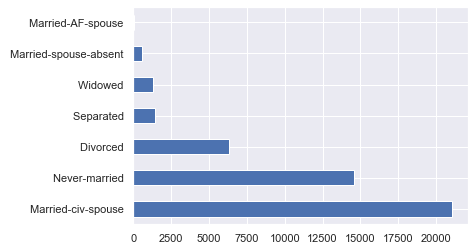 Married-AF-spouse
Married-spouse-absent
Widowed
Separated
Divorced
Never-married
Married-civ-spouse
0 2500 5000 7500 10000 12500 15000 17500 20000